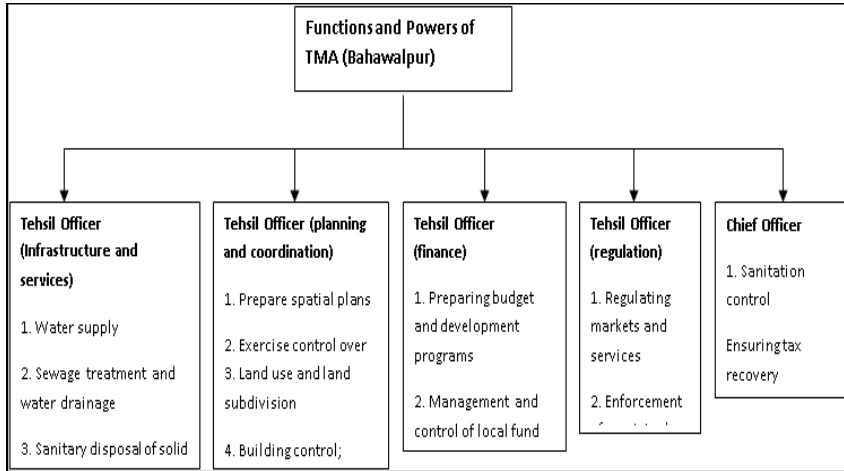 Functions and Powers of
TMA (Bahawalpur)
Tehsil Officer
(Infrastructure and
services)
1. Water supply
2. Sewage treatment and
water drainage
3. Sanitary disposal of solid
Tehsil Officer (planning
and coordination)
1. Prepare spatial plans
2. Exercise control over
3. Land use and land
subdivision
4. Building control;
Tehsil Officer
(finance)
1. Preparing budget
and development
programs
2. Management and
control of local fund
Tehsil Officer
(regulation)
1. Regulating
markets and
services
2. Enforcement
Chief Officer
1. Sanitation
control
Ensuring tax
recovery